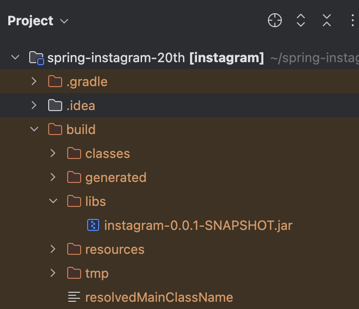 Project
spring-instagram-20th [instagram] ~/spring-instag
.gradle
.idea
build
classes
generated
libs
instagram-0.0.1-SNAPSHOT.jar
resources
tmp
resolvedMainClassName